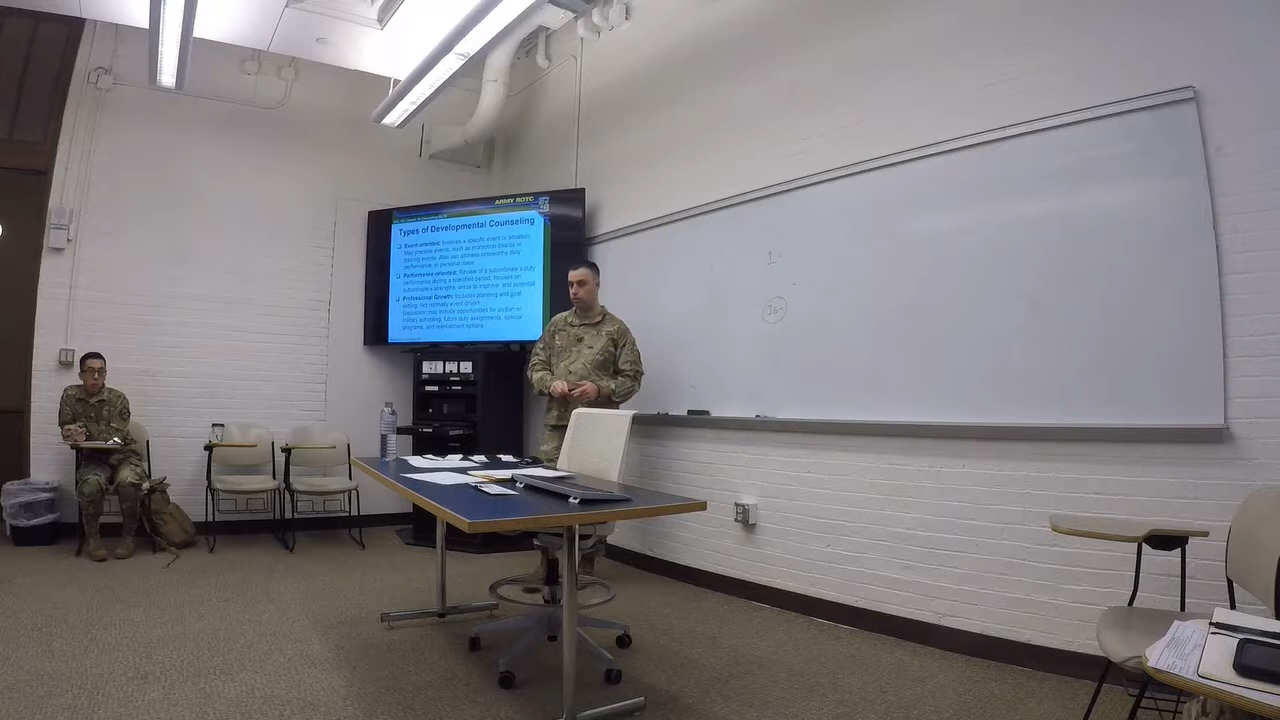 ARMY ROTC
Types of Developmental Counseling
Event-oriented: Involves a specific event or situation.
May precede events, such as promotion boards or
training events. Also can address noteworthy duty
performance, or personal issue
Performance-oriented: Review of a subordinate's duty
performance during a specified period; focuses on
subordinate's strengths, areas to improve, and potential
Professional Growth: Includes planning and goal
setting. Not normally event driven.
Discussion may include opportunities for civilian or
military schooling, future duty assignments, special
programs, and reenlistment options.
1-
36-